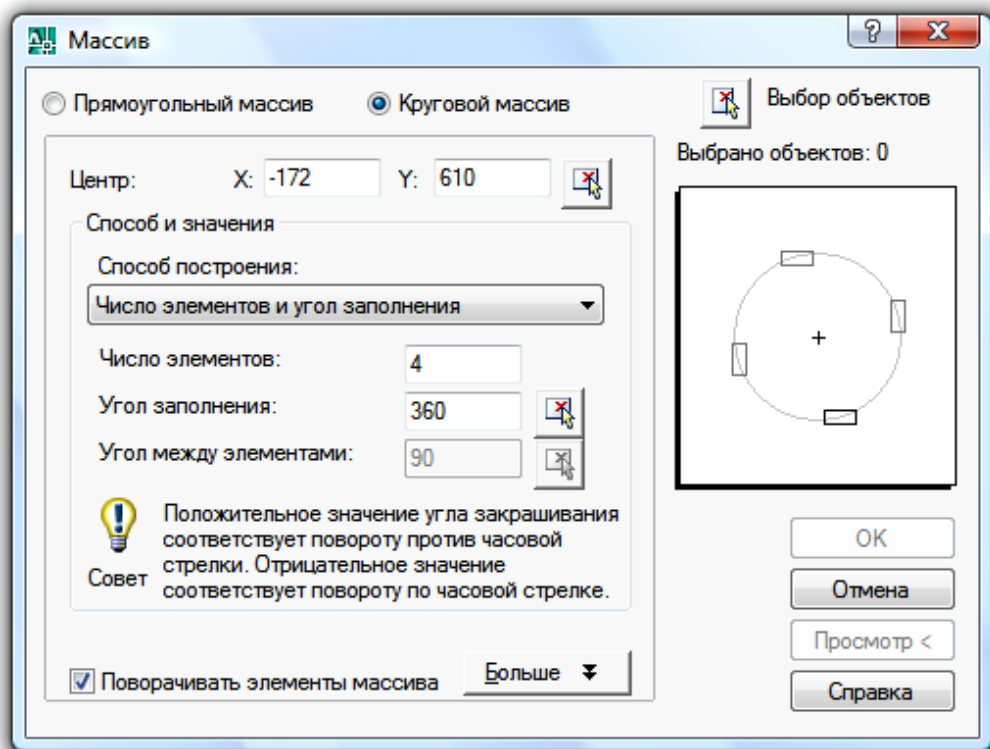 Массив
Прямоугольный массив
Круговой массив
Выбор объектов
Выбрано объектов: 0
Центр: X: -172 Y: 610
Способ и значения
Способ построения:
Число элементов и угол заполнения
Число элементов: 4
Угол заполнения: 360
Угол между элементами: 90
Положительное значение угла закрашивания
соответствует повороту против часовой
стрелки. Отрицательное значение
соответствует повороту по часовой стрелке.
Совет
Поворачивать элементы массива
Больше
OK
Отмена
Просмотр <
Справка